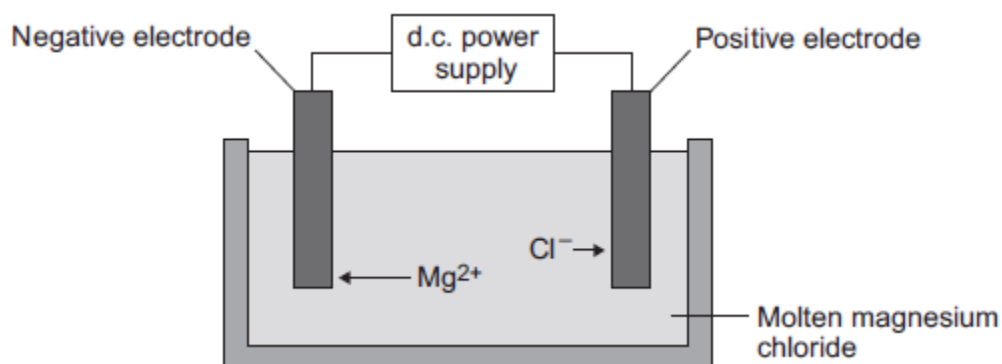 Negative electrode
d.c. power
supply
Positive electrode
Cl⁻
Mg²⁺
Molten magnesium
chloride